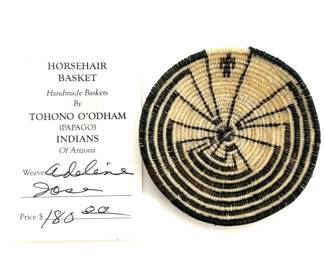 HORSEHAIR
BASKET
Handmade Baskets
By
TOHONO O'ODHAM
(PAPAGO)
INDIANS
Of Arizona
Weaver Adeline
Jose
Price $ 180.00